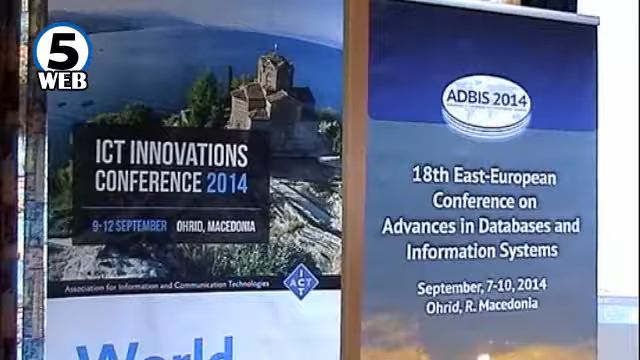 5
WEB
ICT INNOVATIONS
CONFERENCE 2014
9-12 SEPTEMBER OHRID, MACEDONIA
Association for Information and Communication Technologies
I
ACT
T
World
ADBIS 2014
18th East-European
Conference on
Advances in Databases and
Information Systems
September, 7-10, 2014
Ohrid, R. Macedonia